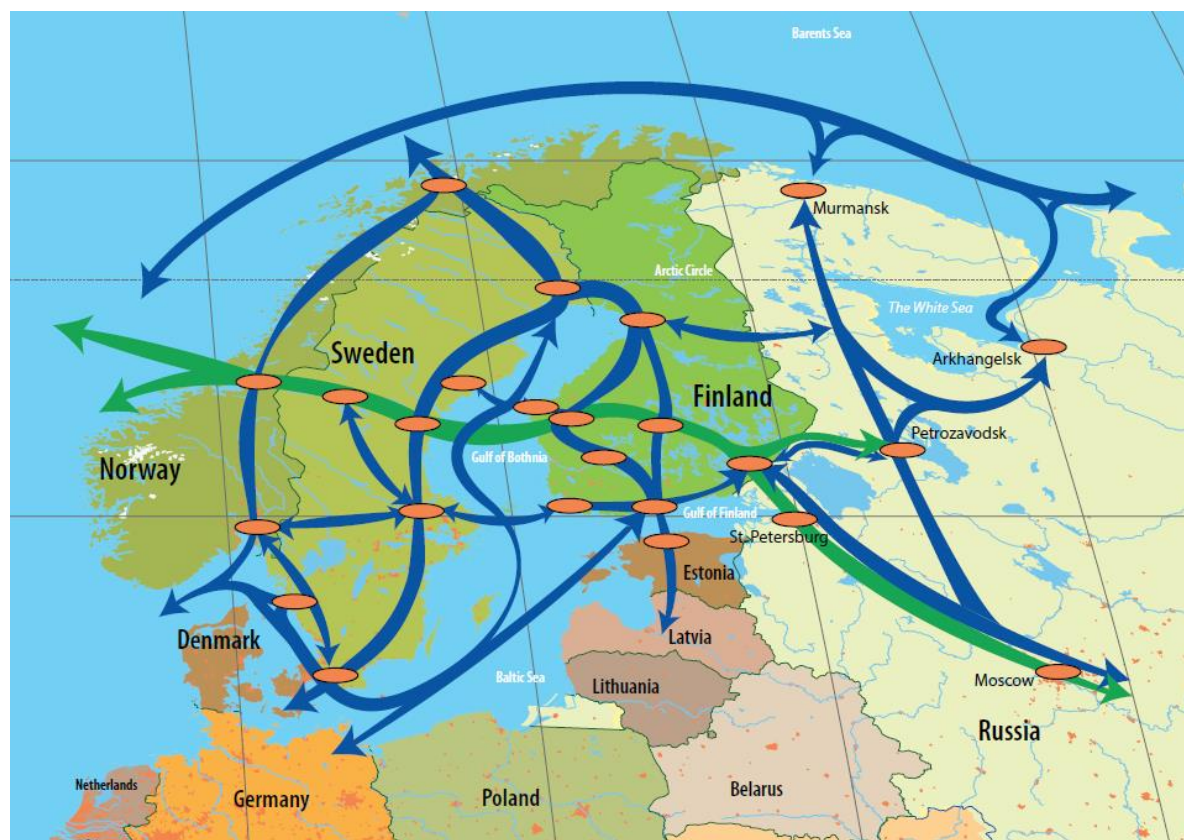 Barents Sea
Murmansk
Arctic Circle
The White Sea
Arkhangelsk
Sweden
Finland
Petrozavodsk
Norway
Gulf of Bothnia
Gulf of Finland
St. Petersburg
Estonia
Denmark
Latvia
Baltic Sea
Lithuania
Moscow
Russia
Netherlands
Germany
Poland
Belarus